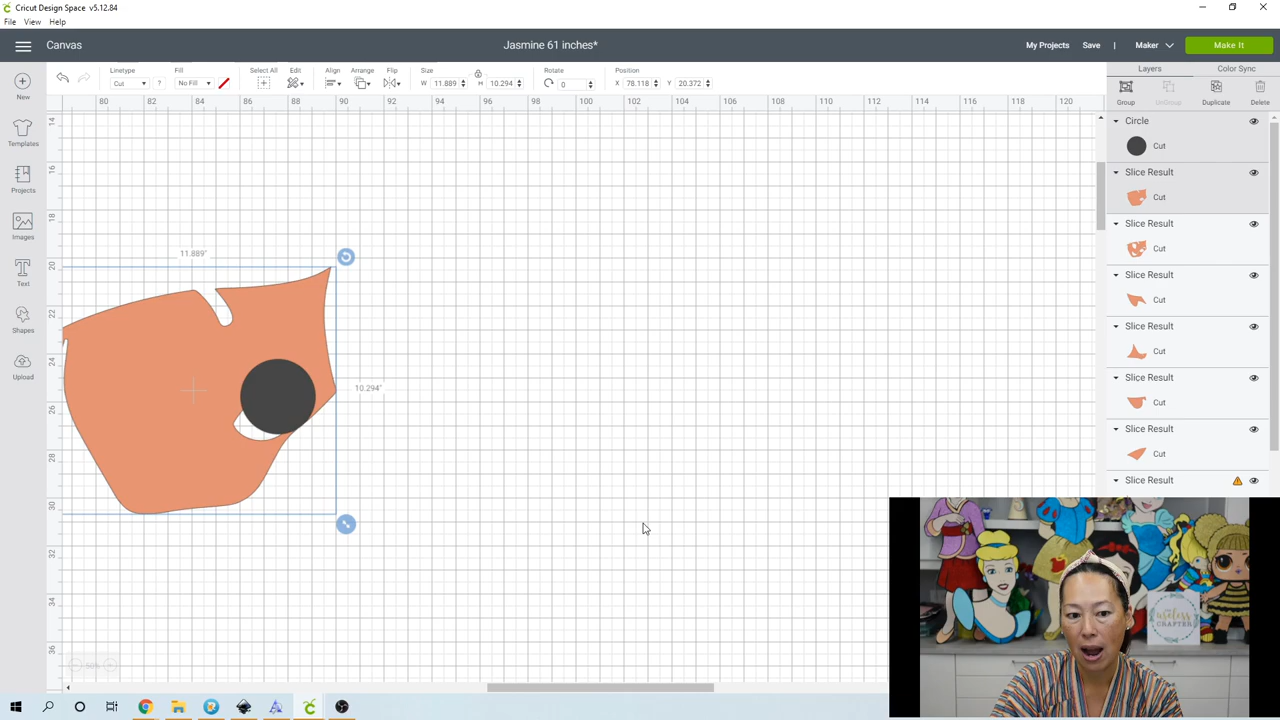 Cricut Design Space v5.12.84
File View Help
Canvas
Jasmine 61 inches*
My Projects Save | Maker Make It
Linetype Fill Select All Edit Align Arrange Flip Size Rotate Position
Cut ? No Fill W 11.889 H 10.294 0 X 78.118 Y 20.372
Layers Color Sync
Group UnGroup Duplicate Delete
New
Templates
Projects
Images
Text
Shapes
Upload
80 82 84 86 88 90 92 94 96 98 100 102 104 106 108 110 112 114 116 118 120
14
16
18
20
22
24
26
28
30
32
34
36
11.889"
10.294"
50%
Circle
Cut
Slice Result
Cut
Slice Result
Cut
Slice Result
Cut
Slice Result
Cut
Slice Result
Cut
Slice Result
Cut
Slice Result
useless
CRAFTER